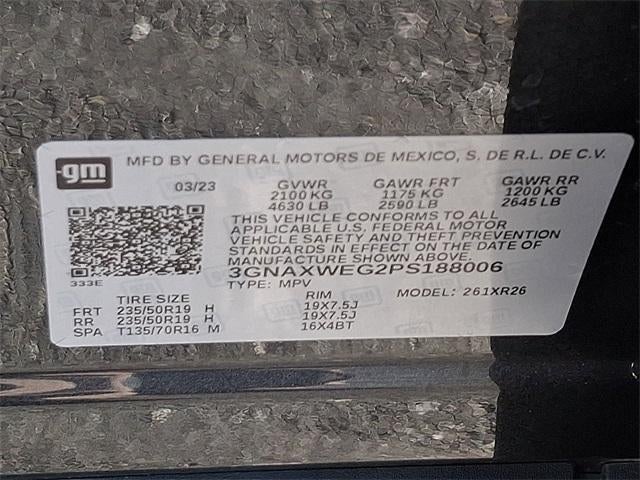 gm MFD BY GENERAL MOTORS DE MEXICO, S. DE R.L. DE C.V.
03/23 GVWR GAWR FRT GAWR RR
2100 KG 1175 KG 1200 KG
4630 LB 2590 LB 2645 LB
THIS VEHICLE CONFORMS TO ALL
APPLICABLE U.S. FEDERAL MOTOR
VEHICLE SAFETY AND THEFT PREVENTION
STANDARDS IN EFFECT ON THE DATE OF
MANUFACTURE SHOWN ABOVE.
3GNAXWEG2PS188006
333E TYPE: MPV MODEL: 261XR26
TIRE SIZE RIM
FRT 235/50R19 H 19X7.5J
RR 235/50R19 H 19X7.5J
SPA T135/70R16 M 16X4BT